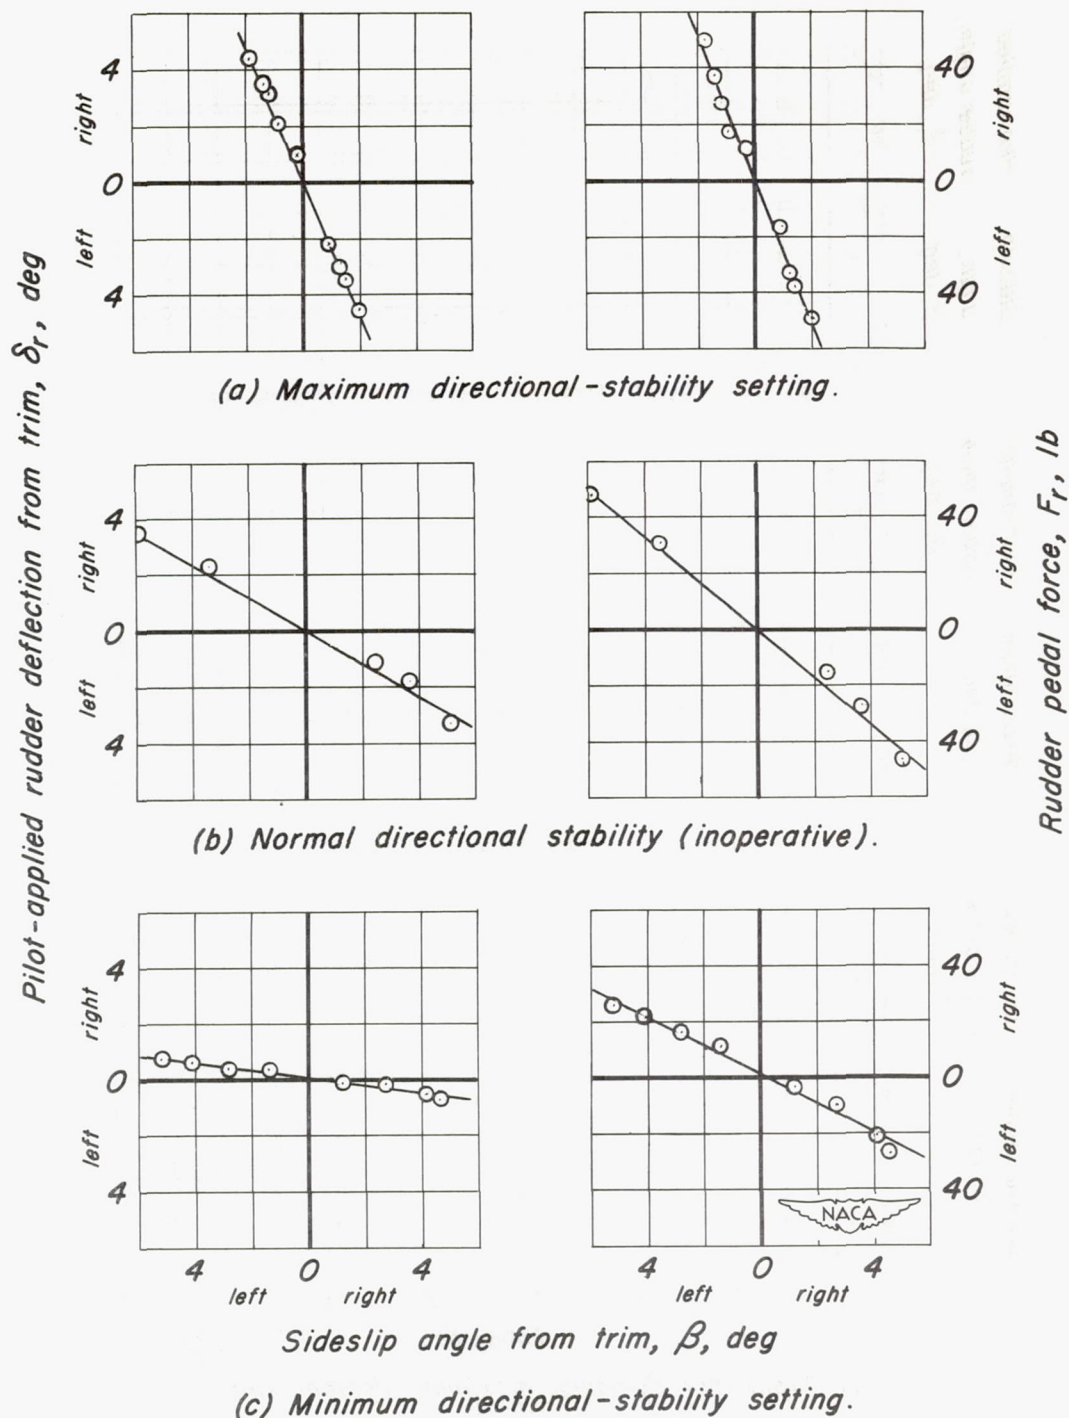 Pilot-applied rudder deflection from trim, δr, deg
4
right
0
left
4
40
right
0
left
40
(a) Maximum directional-stability setting.
4
right
0
left
4
40
right
0
left
40
Rudder pedal force, Fr, lb
(b) Normal directional stability (inoperative).
4
right
0
left
4
40
right
0
left
40
NACA
4 0 4
left right
4 0 4
left right
Sideslip angle from trim, β, deg
(c) Minimum directional-stability setting.